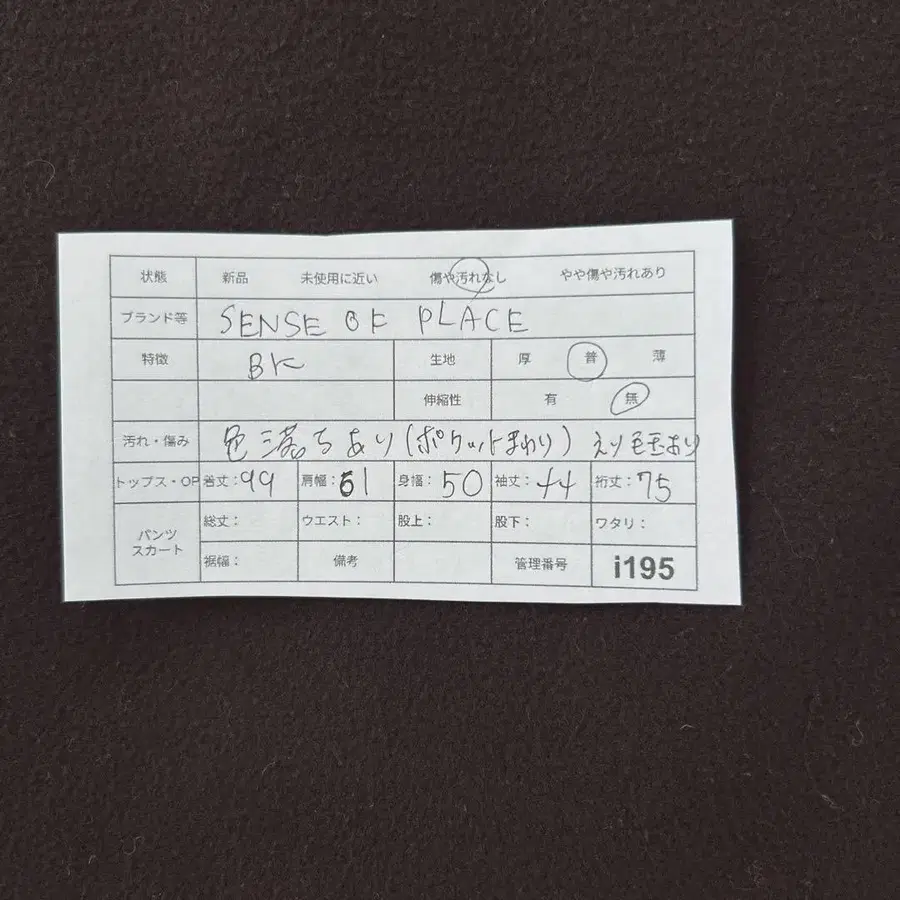 状態 新品 未使用に近い 傷や汚れなし やや傷や汚れあり
ブランド等 SENSE OF PLACE
特徴 BK 生地 厚 普 薄
伸縮性 有 無
汚れ・傷み 色落ちあり(ポケットまわり) えり毛玉あり
トップス・OP 着丈:99 肩幅:61 身幅:50 袖丈:44 裄丈:75
パンツ スカート 総丈: ウエスト: 股上: 股下: ワタリ:
裾幅: 備考 管理番号 i195